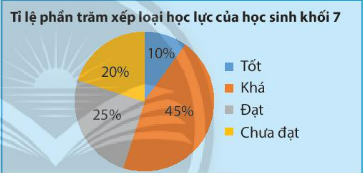 Tỉ lệ phần trăm xếp loại học lực của học sinh khối 7
10%
20%
25%
45%
Tốt
Khá
Đạt
Chưa đạt